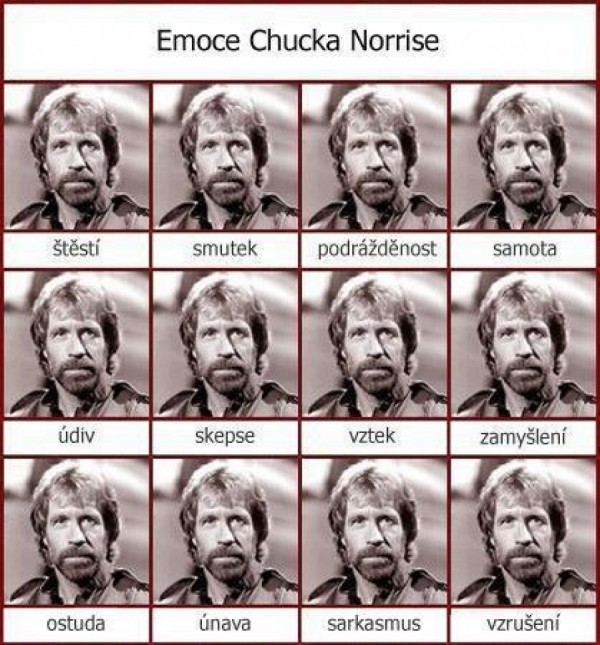 Emoce Chucka Norrise
štěstí smutek podrážděnost samota
údiv skepse vztek zamyšlení
ostuda únava sarkasmus vzrušení